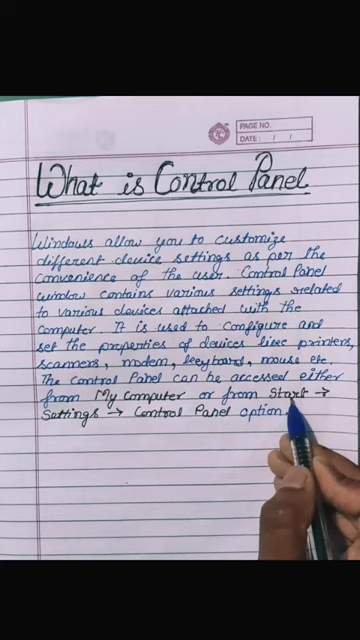 PAGE NO.
DATE: / /
What is Control Panel
Windows allow you to customize
different device settings as per the
convenience of the user. Control Panel
window contains various settings related
to various devices attached with the
computer. It is used to configure and
set the properties of devices like printers,
scanners, modem, keyboard, mouse etc.
The Control Panel can be accessed either
from My Computer or from Start →
Settings → Control Panel option.